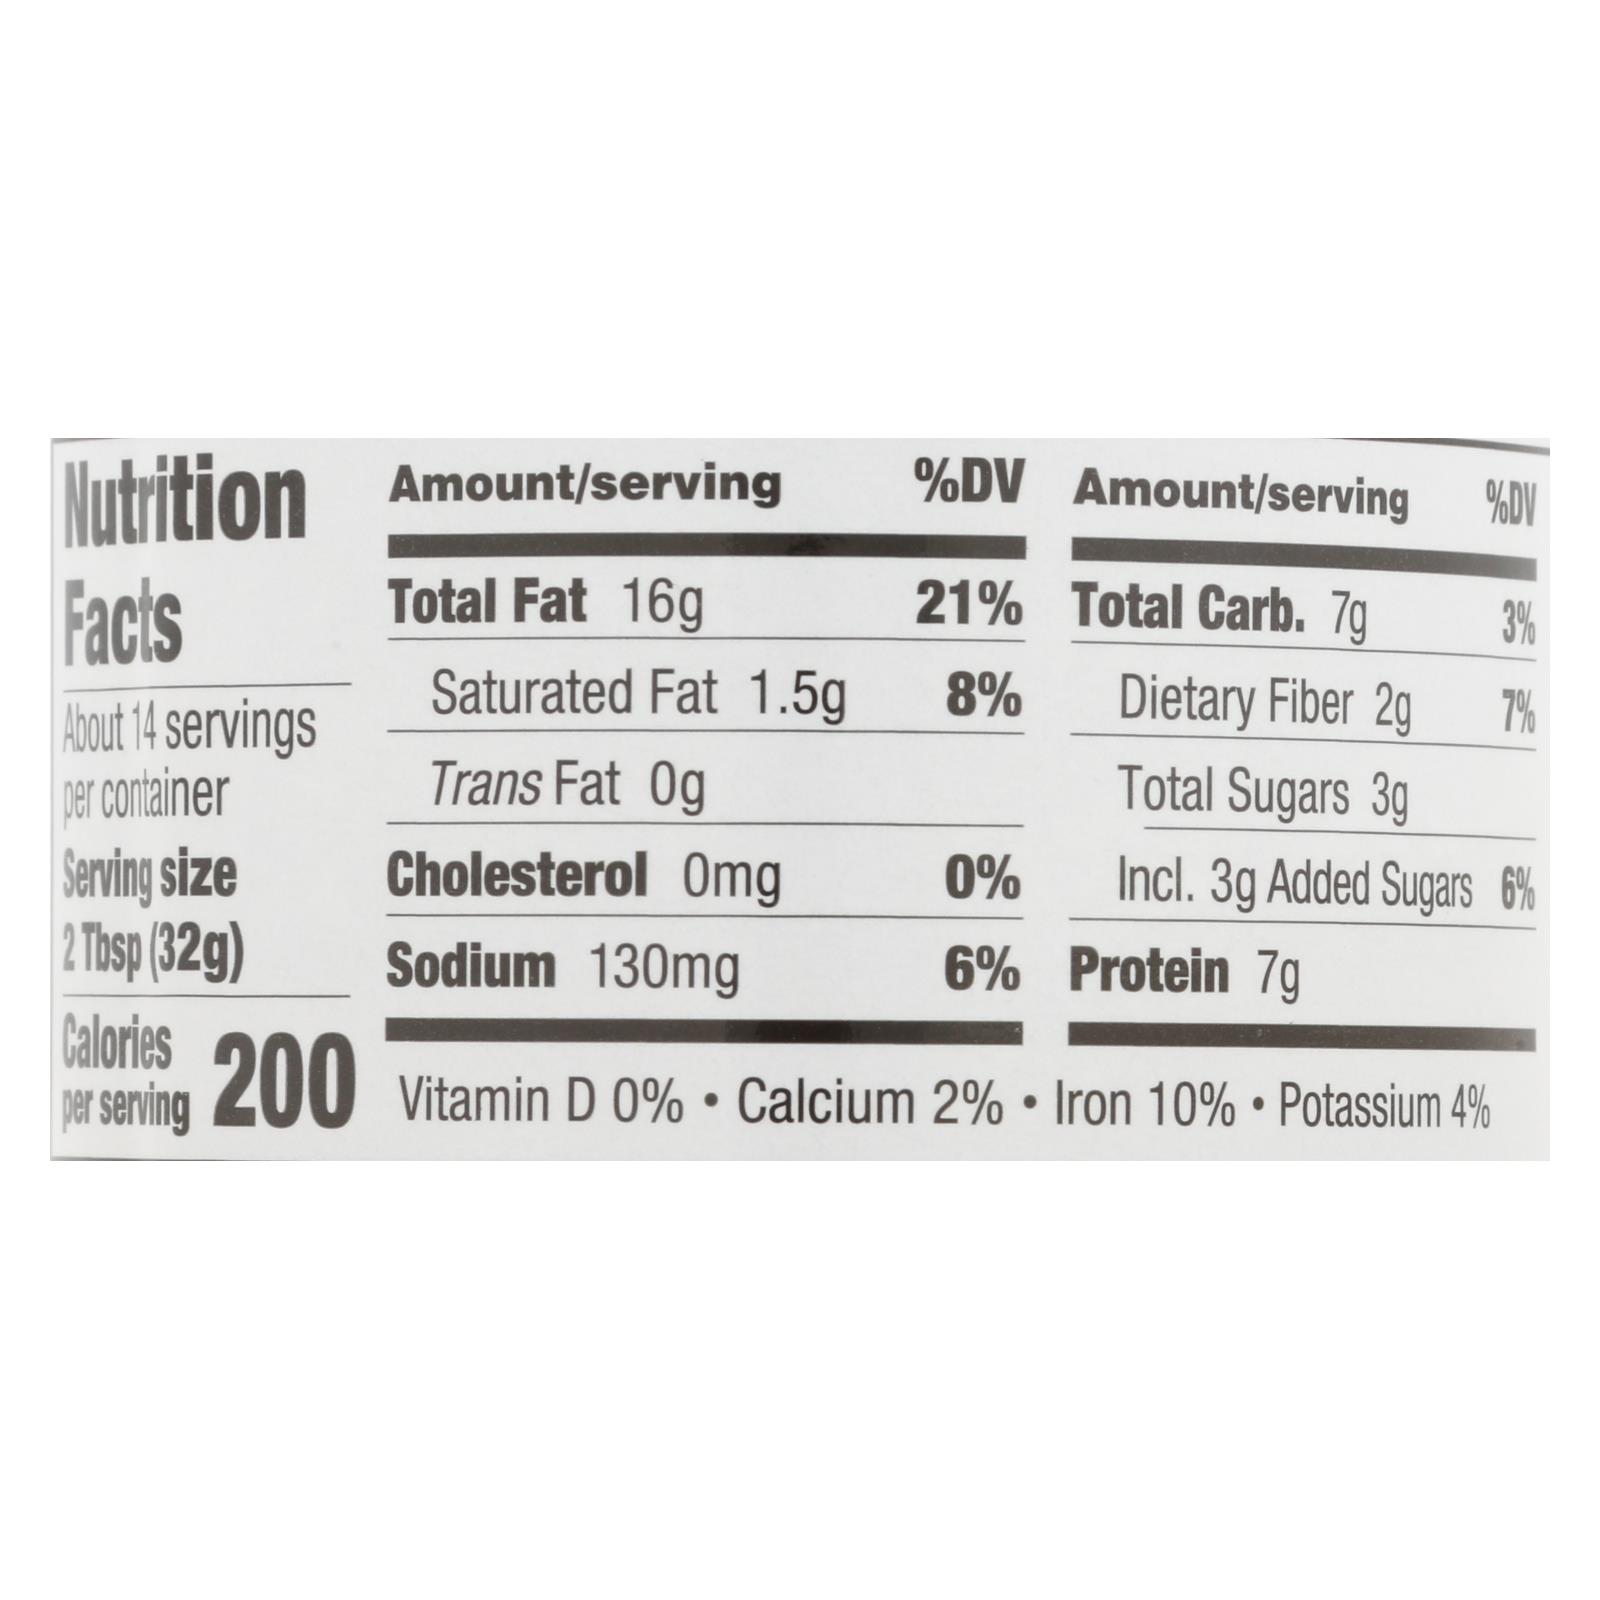 Nutrition
Facts
About 14 servings
per container
Serving size
2 Tbsp (32g)
Calories
per serving 200
Amount/serving %DV
Total Fat 16g 21%
Saturated Fat 1.5g 8%
Trans Fat 0g
Cholesterol 0mg 0%
Sodium 130mg 6%
Amount/serving %DV
Total Carb. 7g 3%
Dietary Fiber 2g 7%
Total Sugars 3g
Incl. 3g Added Sugars 6%
Protein 7g
Vitamin D 0% • Calcium 2% • Iron 10% • Potassium 4%